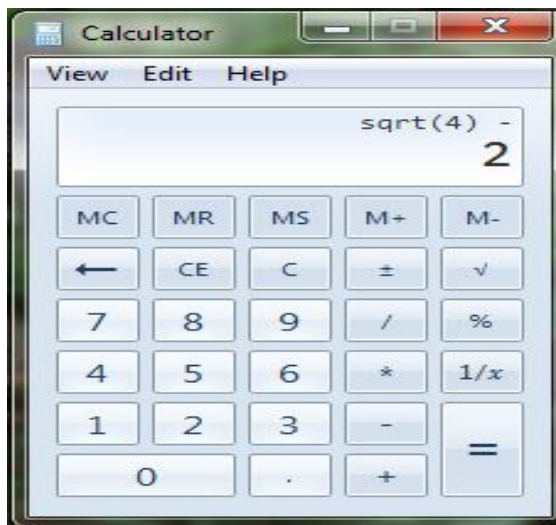 Calculator
View Edit Help
sqrt(4) -
2
MC MR MS M+ M-
← CE C ± √
7 8 9 / %
4 5 6 * 1/x
1 2 3 - =
0 . +